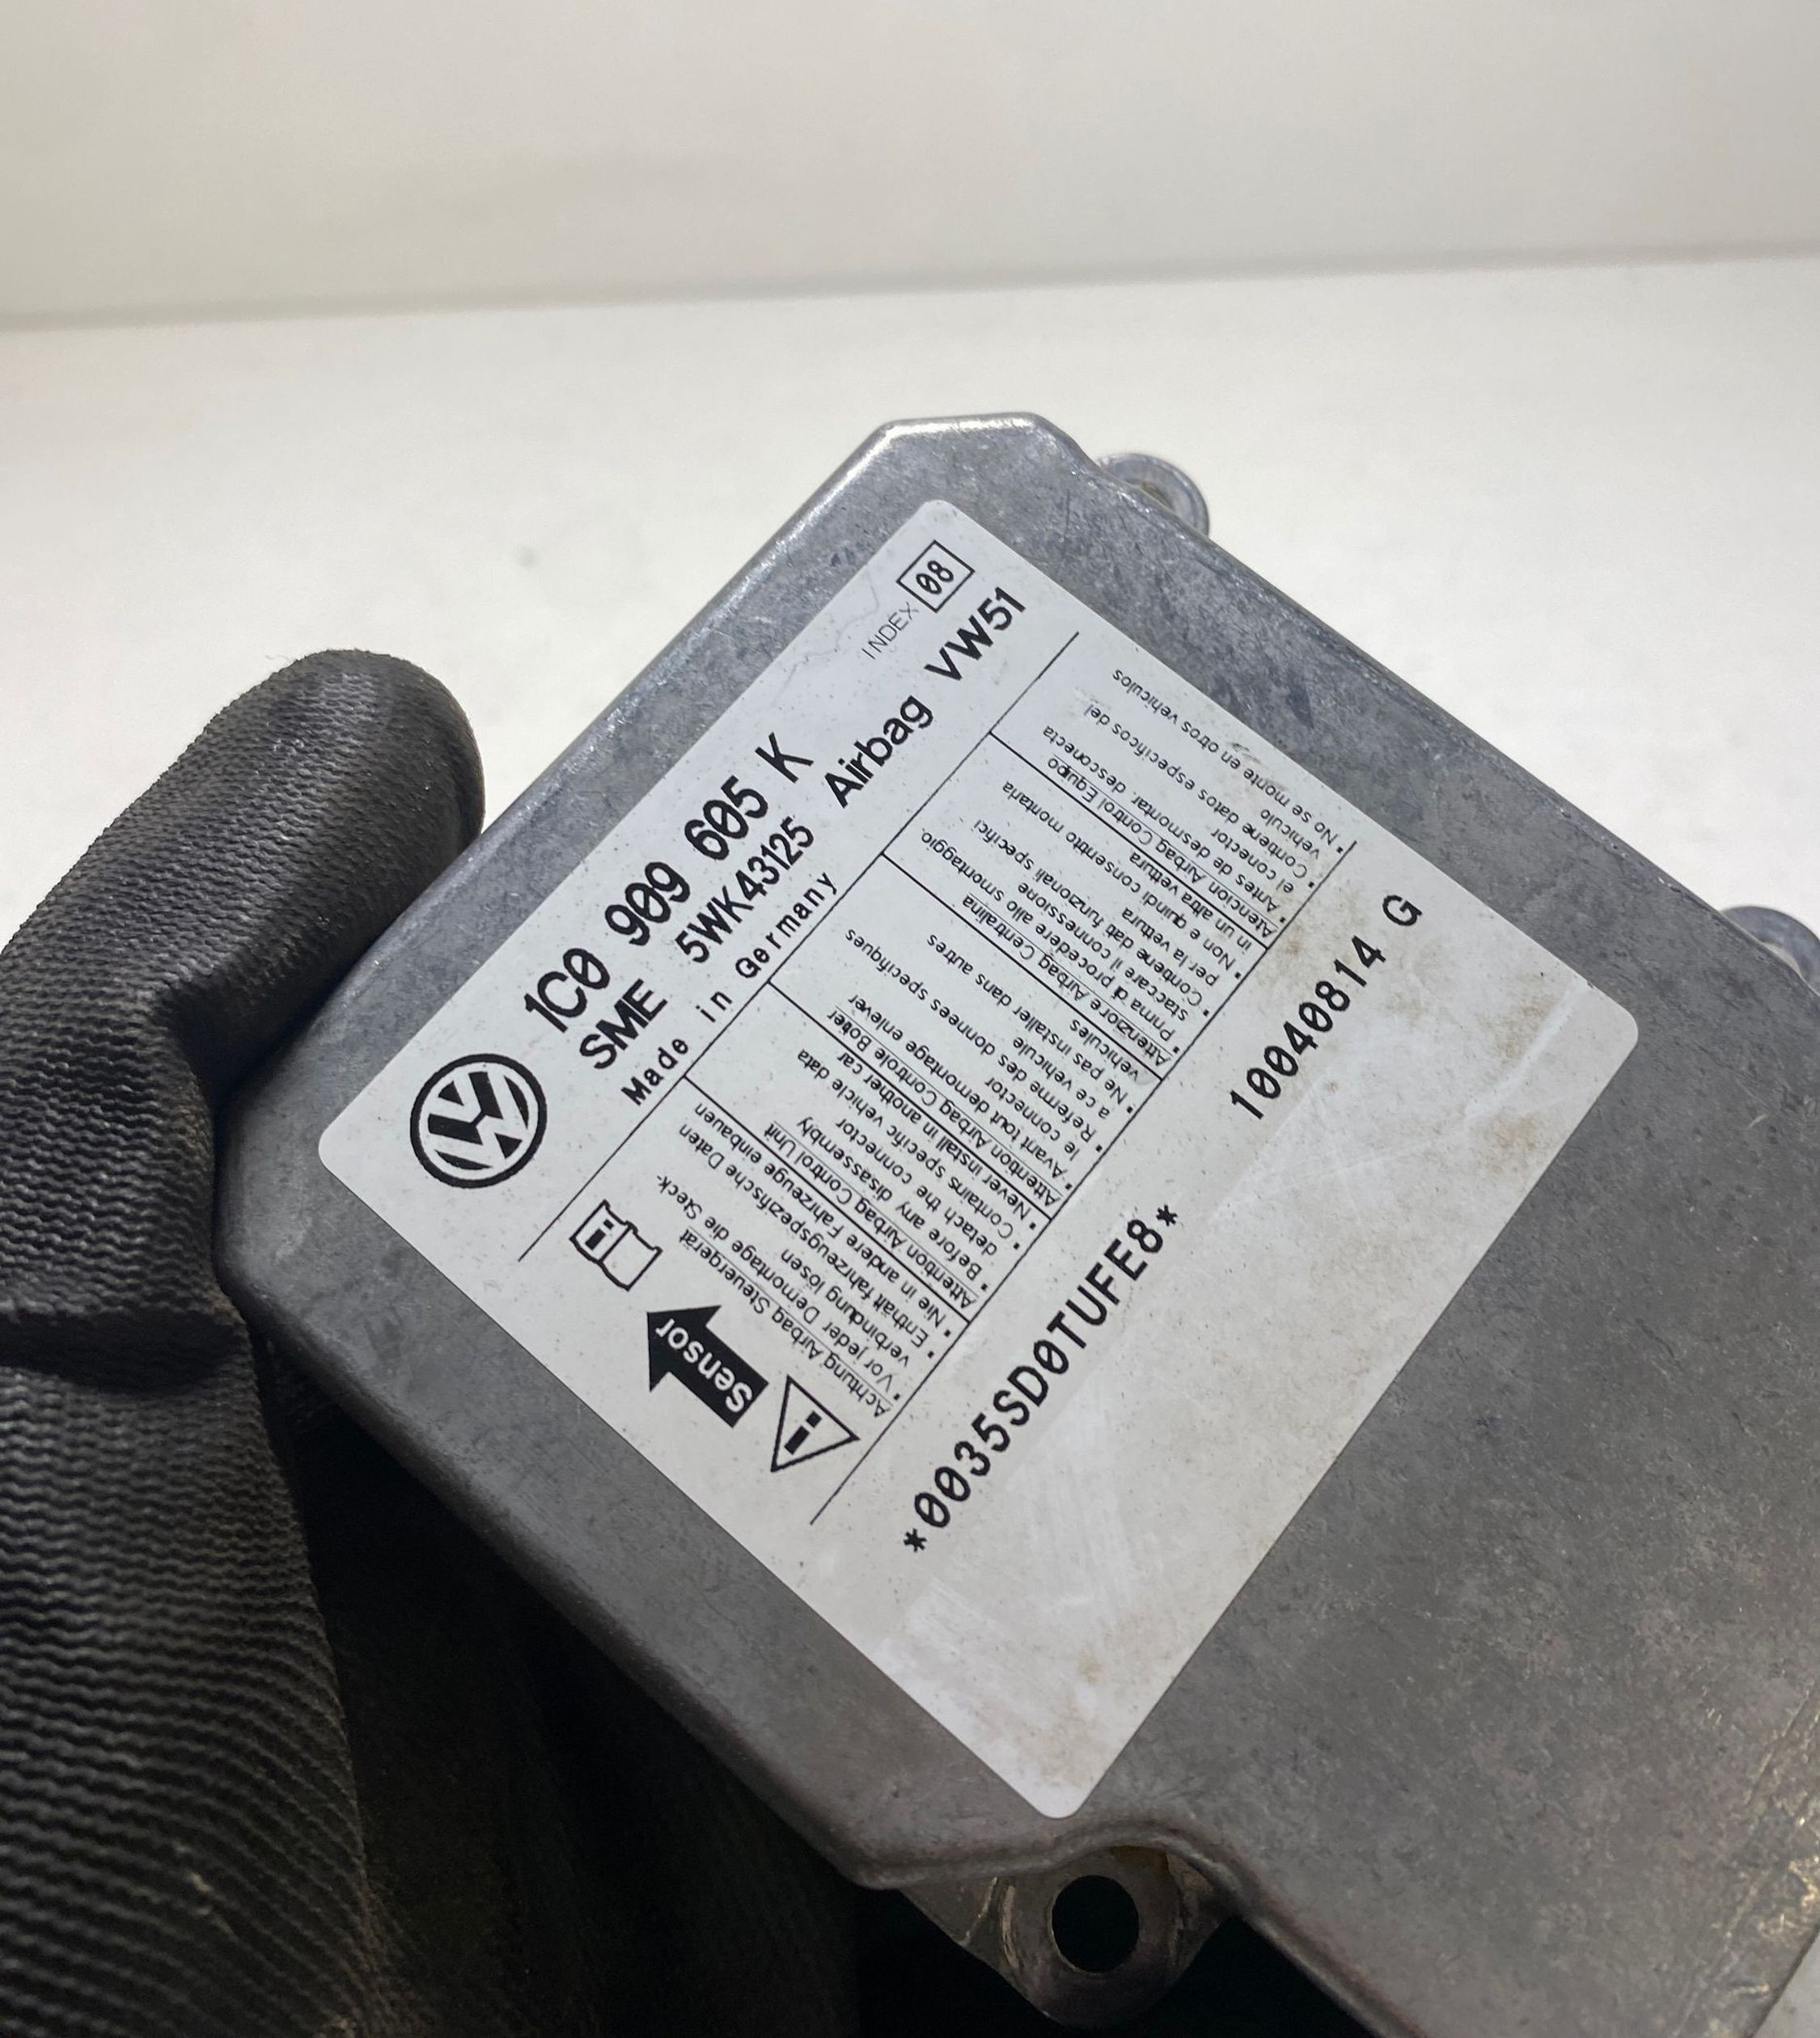 INDEX 08
1C0 909 605 K
SME 5WK43125 Airbag VW51
Made in Germany
Sensor
Achtung Airbag Steuergerät
• Vor jeder Demontage die Steck-
verbindung lösen
• Enthält fahrzeugspezifische Daten
• Nie in andere Fahrzeuge einbauen
Attention Airbag Control Unit
• Before any disassembly
detach the connector
• Contains specific vehicle data
• Never install in another car
Attention Airbag Controle Boîtier
• Avant tout demontage enlever
le connector
• Referme des donnees specifiques
a ce vehicule
• Ne pas installer dans autres
vehicules
Attenzione Airbag Centralina
• Prima di procedere allo smontaggio.
staccare il connessione
• Contiene dati funzionali specifici
per la vettura
• Non e quindi consentito montarla
in un altra vettura
Atencion Airbag Control Equipo
• Antes de desmontar, desconecta
el conector
• Contiene datos especificos del
vehiculo
• No se monte en otros vehiculos
*0035SD0TUFE8* 10040814 G